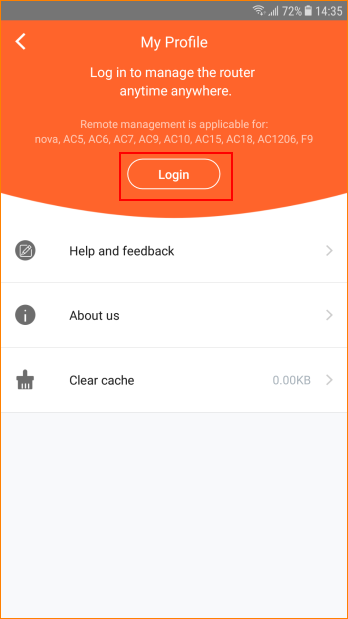 72% 14:35
My Profile
Log in to manage the router
anytime anywhere.
Remote management is applicable for:
nova, AC5, AC6, AC7, AC9, AC10, AC15, AC18, AC1206, F9
Login
Help and feedback
About us
Clear cache 0.00KB